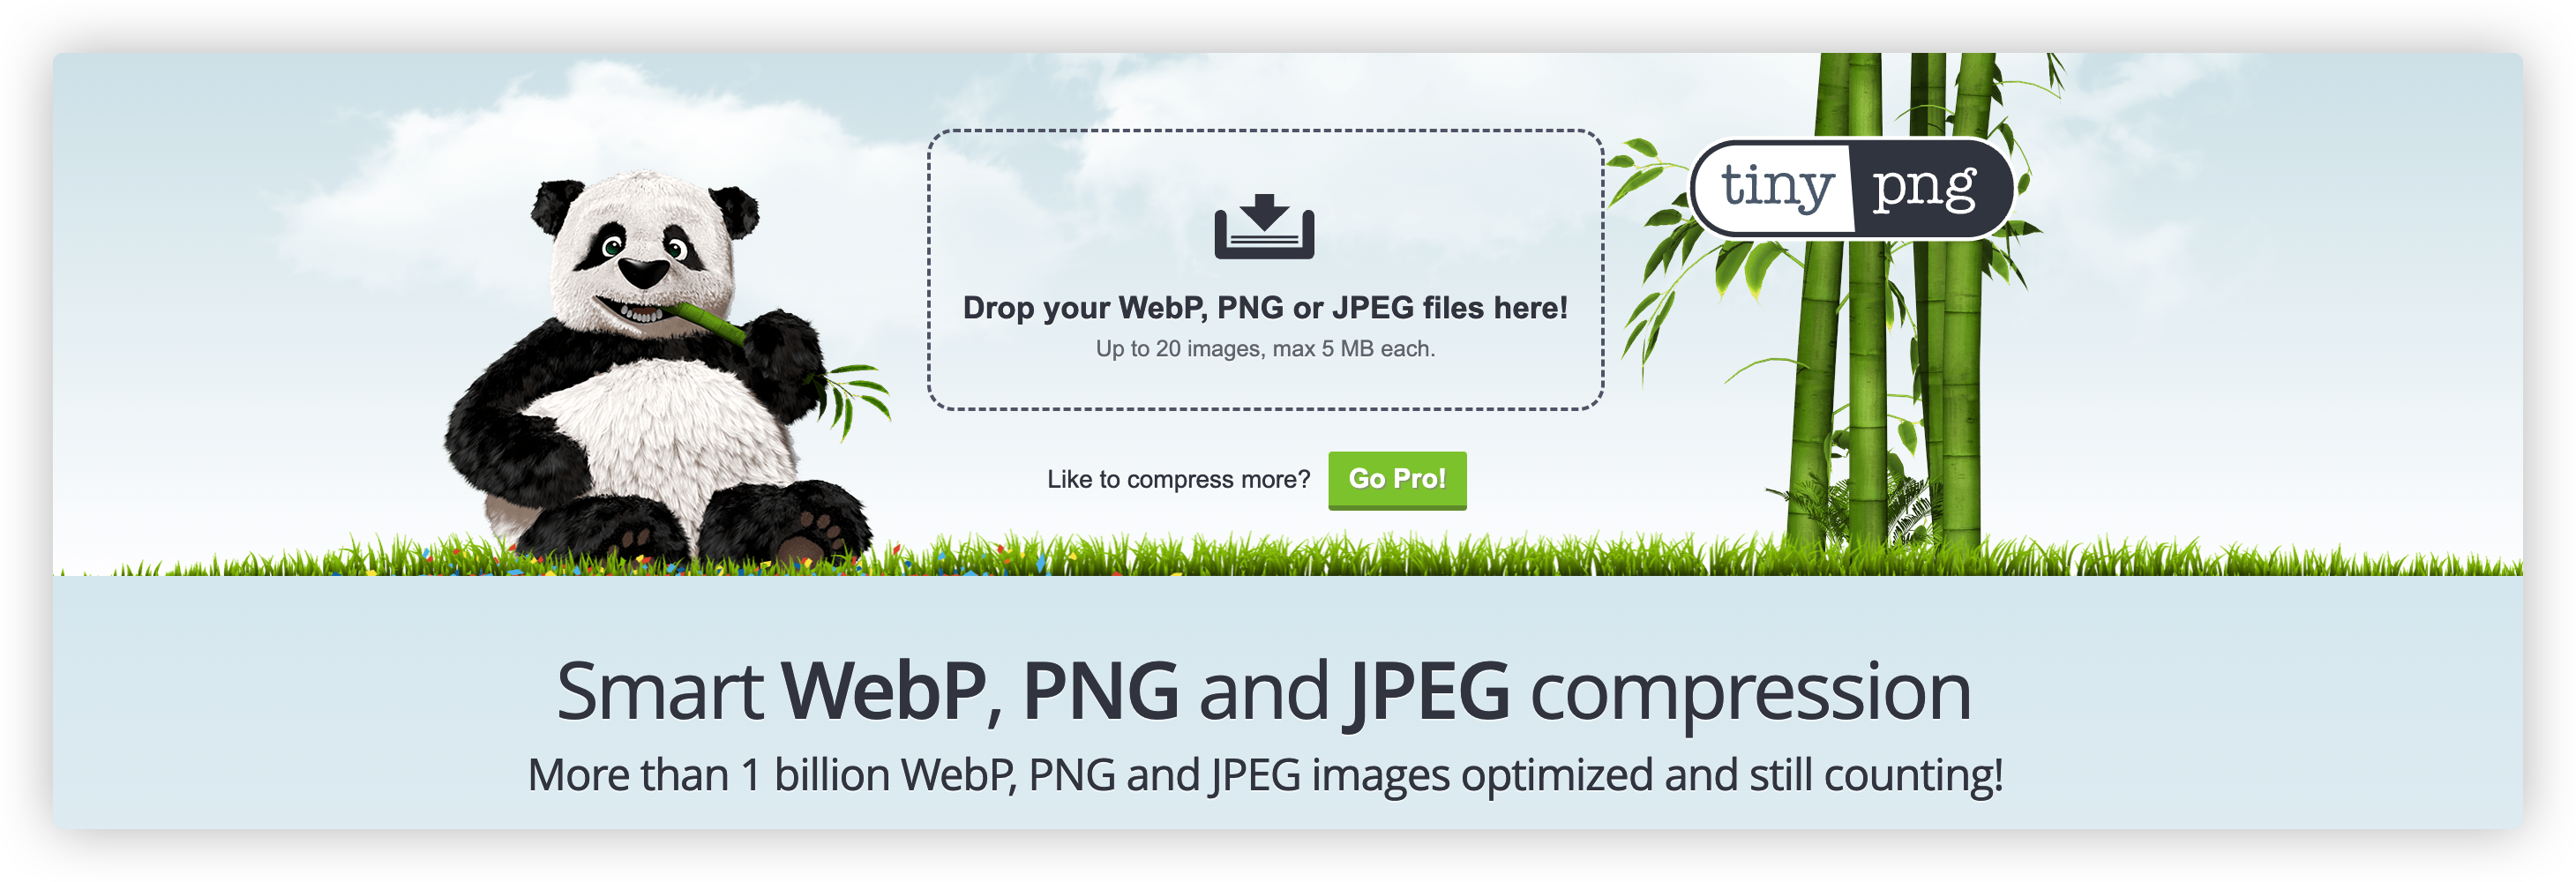 tiny png
Drop your WebP, PNG or JPEG files here!
Up to 20 images, max 5 MB each.
Like to compress more? Go Pro!
Smart WebP, PNG and JPEG compression
More than 1 billion WebP, PNG and JPEG images optimized and still counting!